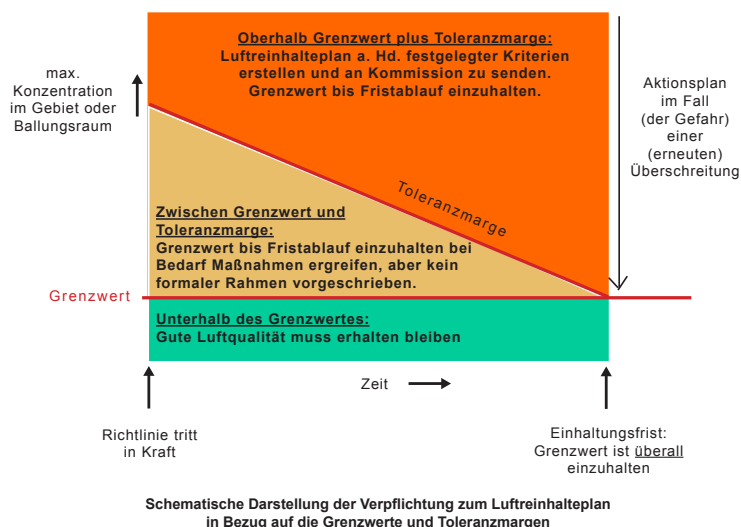 Oberhalb Grenzwert plus Toleranzmarge:
Luftreinhalteplan a. Hd. festgelegter Kriterien
erstellen und an Kommission zu senden.
Grenzwert bis Fristablauf einzuhalten.
max.
Konzentration
im Gebiet oder
Ballungsraum
Aktionsplan
im Fall
(der Gefahr)
einer
(erneuten)
Überschreitung
Toleranzmarge
Zwischen Grenzwert und
Toleranzmarge:
Grenzwert bis Fristablauf einzuhalten bei
Bedarf Maßnahmen ergreifen, aber kein
formaler Rahmen vorgeschrieben.
Grenzwert
Unterhalb des Grenzwertes:
Gute Luftqualität muss erhalten bleiben
Zeit
Richtlinie tritt
in Kraft
Einhaltungsfrist:
Grenzwert ist überall
einzuhalten
Schematische Darstellung der Verpflichtung zum Luftreinhalteplan
in Bezug auf die Grenzwerte und Toleranzmargen